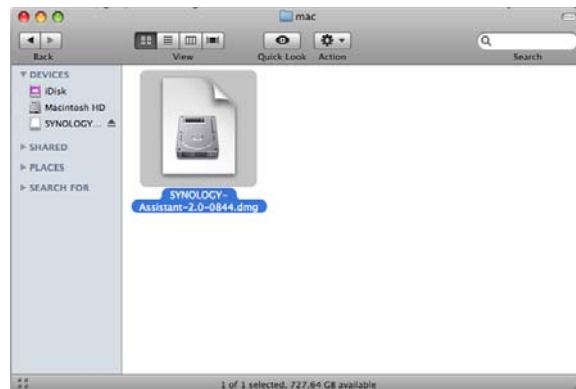 mac
Back
View
Quick Look
Action
Search
DEVICES
iDisk
Macintosh HD
SYNOLOGY...
SHARED
PLACES
SEARCH FOR
SYNOLOGY-
Assistant-2.0-0844.dmg
1 of 1 selected, 727.64 GB available